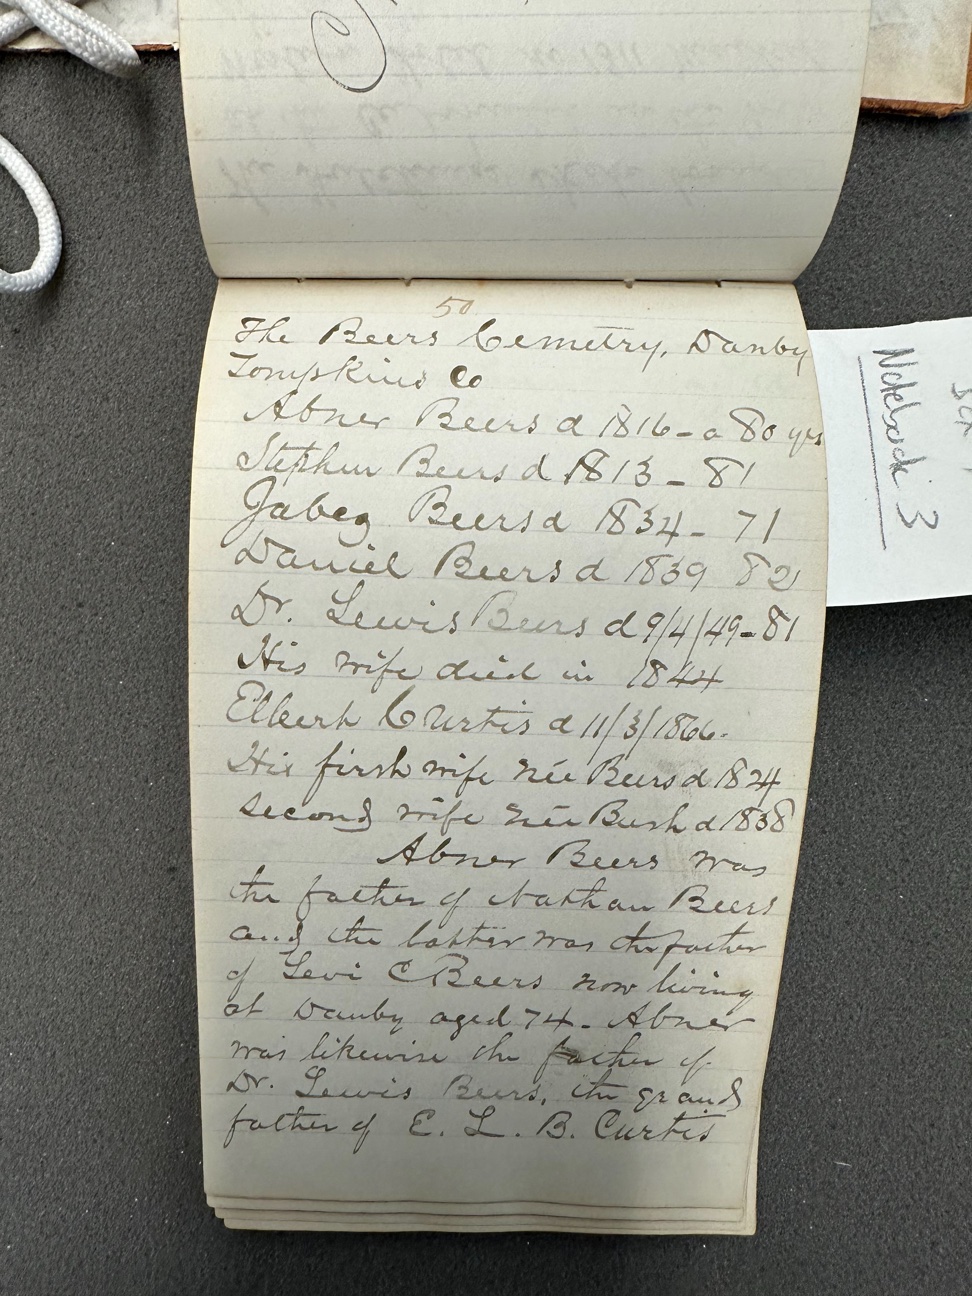 50
The Beers Cemetry, Danby
Tompkins Co
Abner Beers d 1816 - a 80 yrs
Stephen Beers d 1813 - 81
Jabez Beers d 1834 - 71
Daniel Beers d 1839 82
Dr. Lewis Beers d 9/4/49 - 81
His wife died in 1844
Elbert Curtis d 11/3/1866.
His first wife née Beers d 1824
second wife née Bush d 1838
Abner Beers was
the father of Nathan Beers
and the latter was the father
of Levi C Beers now living
at Danby aged 74 - Abner
was likewise the father of
Dr. Lewis Beers, the grand
father of E. L. B. Curtis
Notebook 3